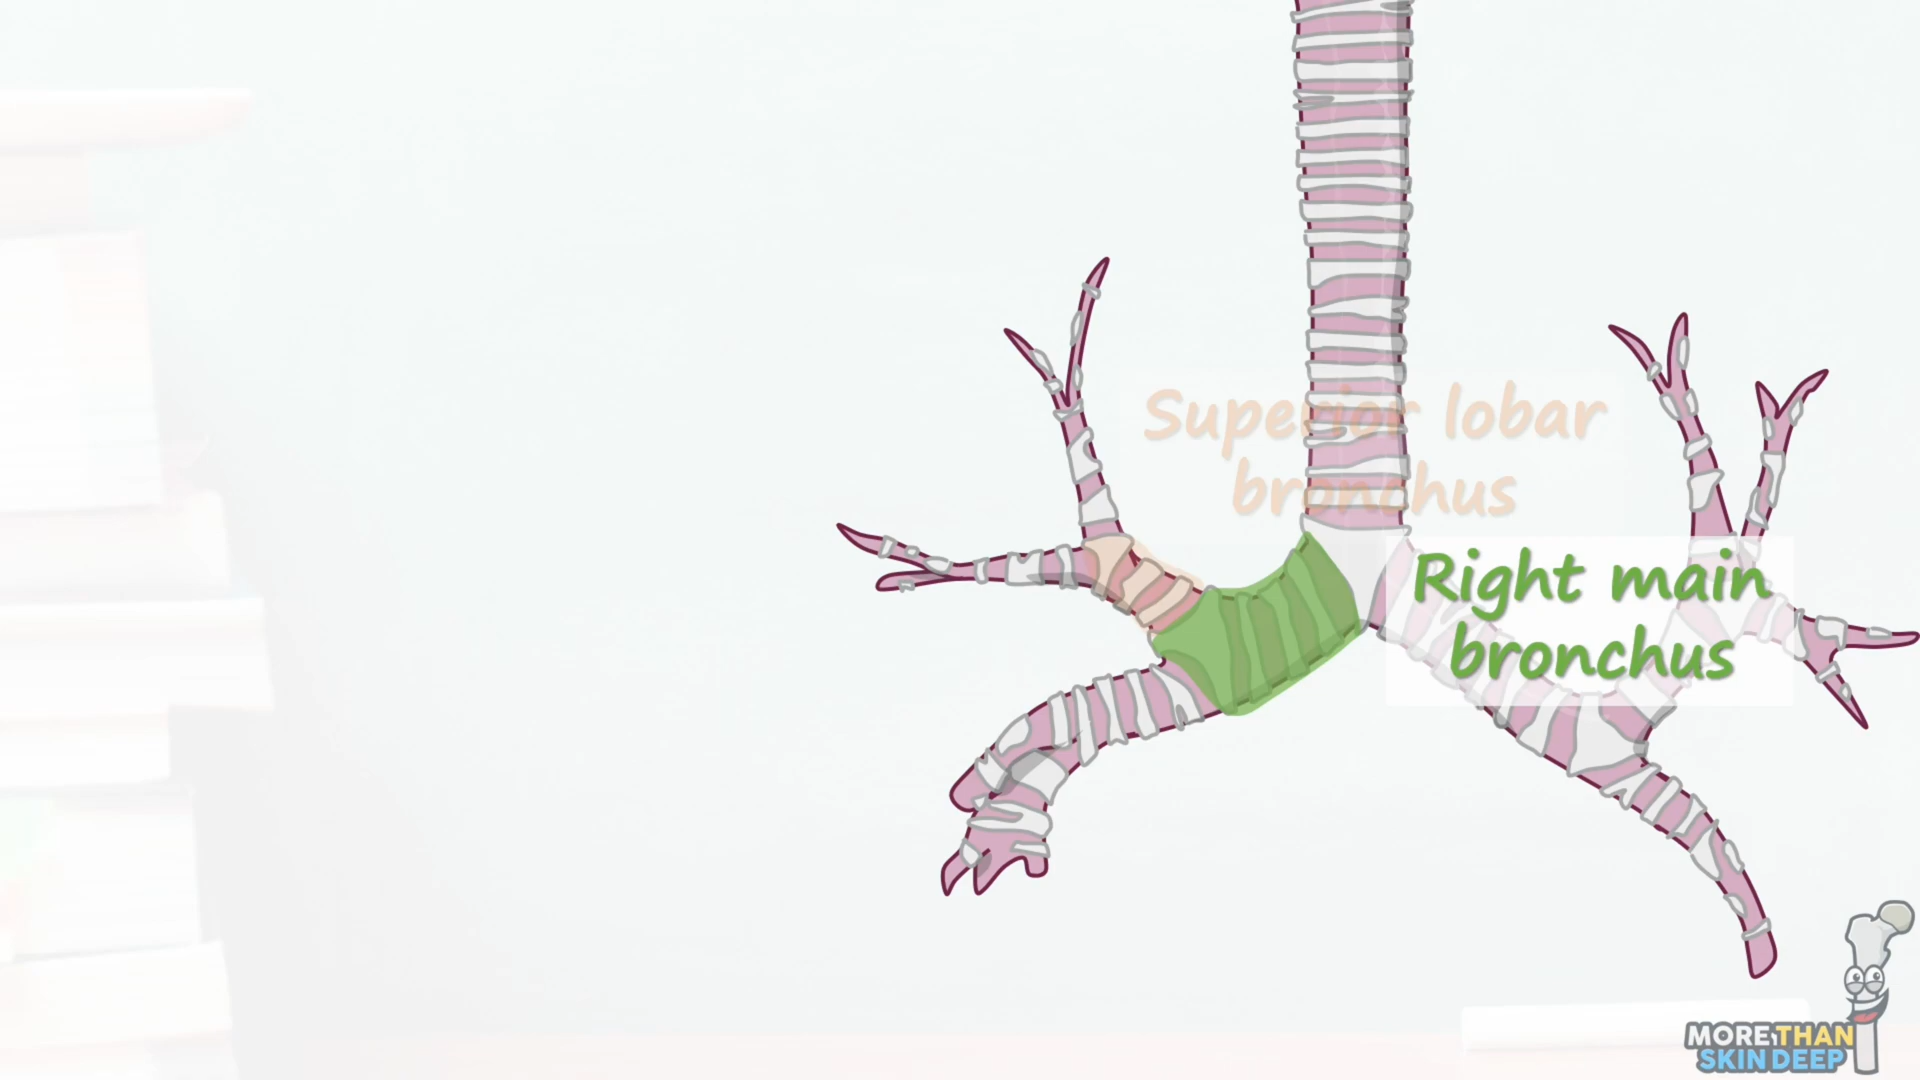 Superior lobar
bronchus
Right main
bronchus
MORE THAN
SKIN DEEP